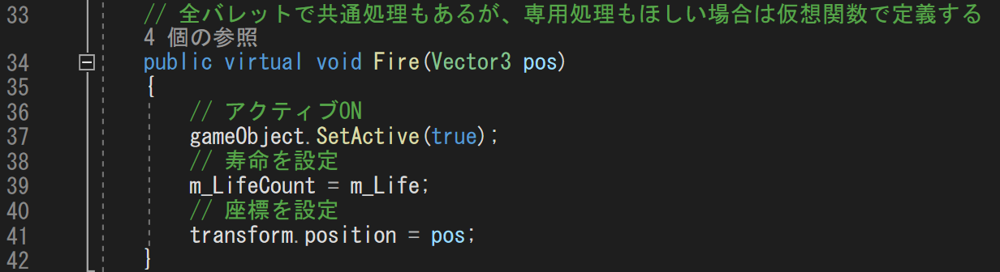 33 // 全バレットで共通処理もあるが、専用処理もほしい場合は仮想関数で定義する
4 個の参照
34 public virtual void Fire(Vector3 pos)
35 {
36 // アクティブON
37 gameObject.SetActive(true);
38 // 寿命を設定
39 m_LifeCount = m_Life;
40 // 座標を設定
41 transform.position = pos;
42 }